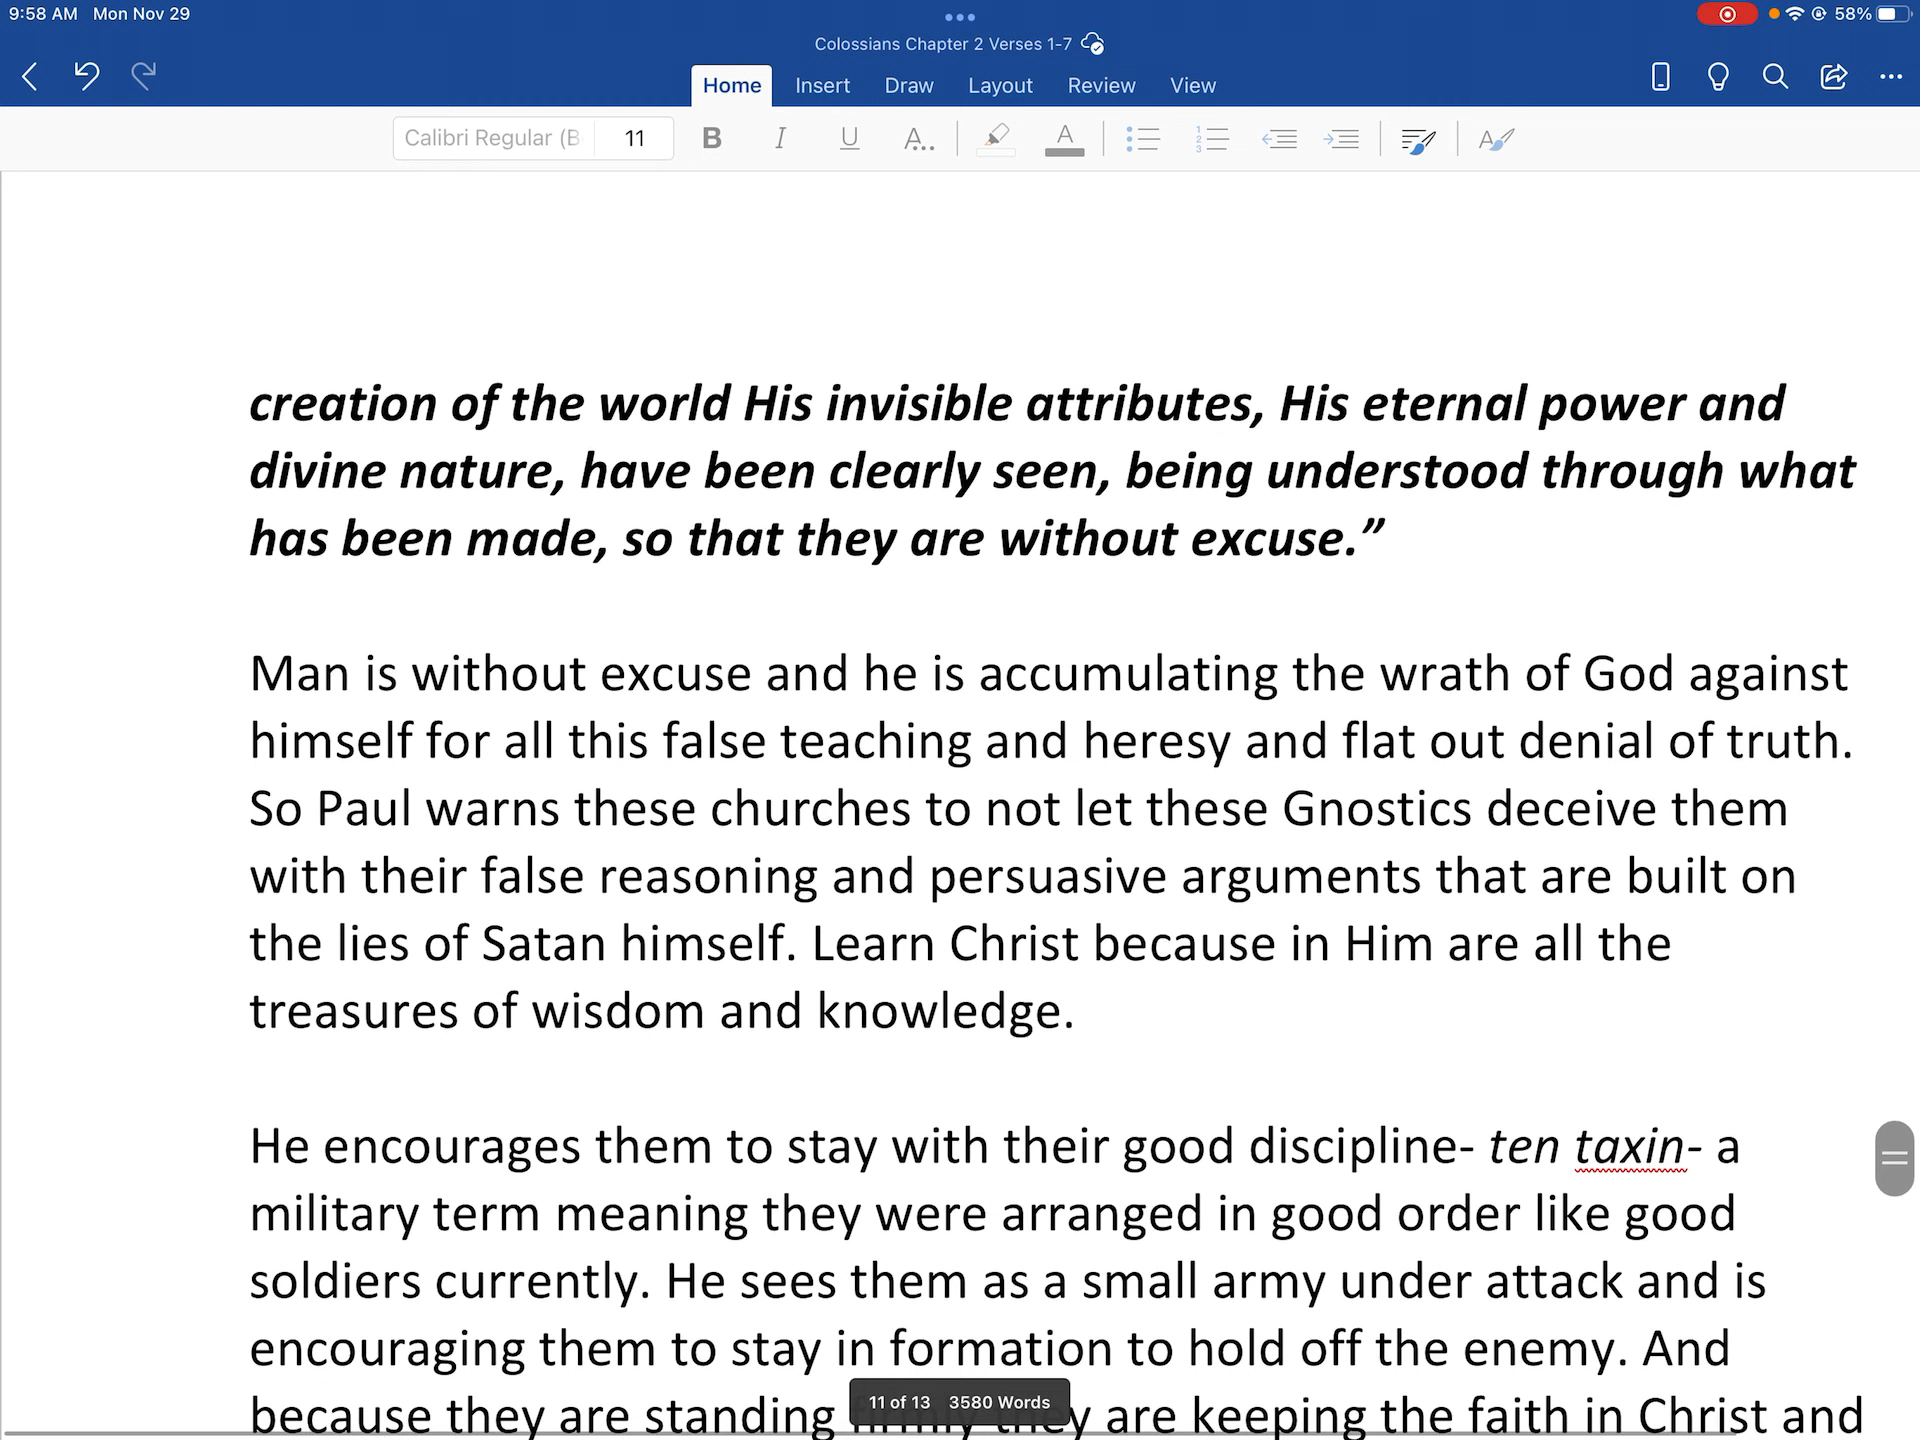 9:58 AM Mon Nov 29
58%
Colossians Chapter 2 Verses 1-7
Home Insert Draw Layout Review View
Calibri Regular (B 11 B I U A.. A A
creation of the world His invisible attributes, His eternal power and
divine nature, have been clearly seen, being understood through what
has been made, so that they are without excuse.”
Man is without excuse and he is accumulating the wrath of God against
himself for all this false teaching and heresy and flat out denial of truth.
So Paul warns these churches to not let these Gnostics deceive them
with their false reasoning and persuasive arguments that are built on
the lies of Satan himself. Learn Christ because in Him are all the
treasures of wisdom and knowledge.
He encourages them to stay with their good discipline- ten taxin- a
military term meaning they were arranged in good order like good
soldiers currently. He sees them as a small army under attack and is
encouraging them to stay in formation to hold off the enemy. And
because they are standing firmly they are keeping the faith in Christ and
11 of 13 3580 Words